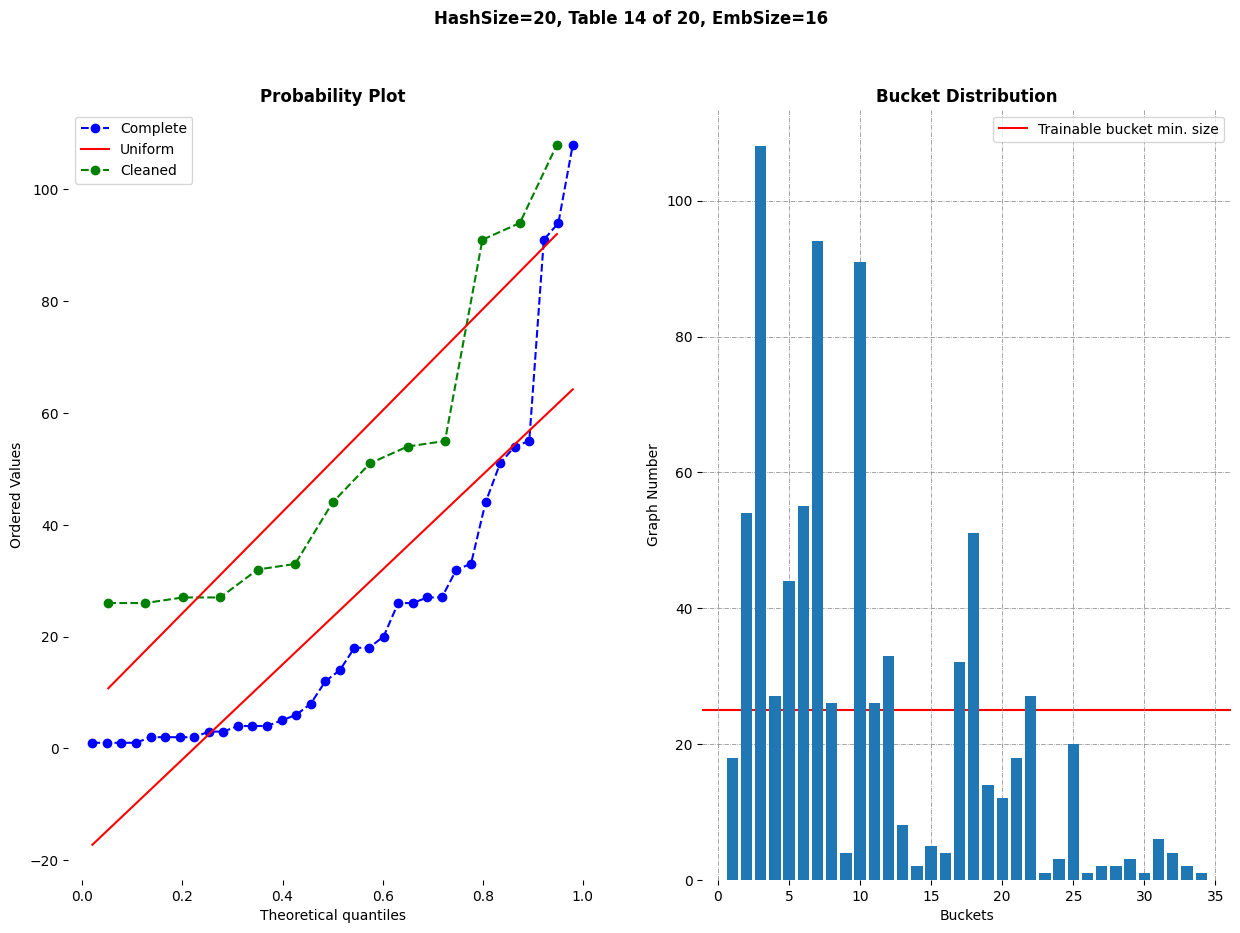 HashSize=20, Table 14 of 20, EmbSize=16
Probability Plot
Complete
Uniform
Cleaned
Ordered Values
100
80
60
40
20
0
−20
0.0 0.2 0.4 0.6 0.8 1.0
Theoretical quantiles
Bucket Distribution
Trainable bucket min. size
Graph Number
100
80
60
40
20
0
0 5 10 15 20 25 30 35
Buckets